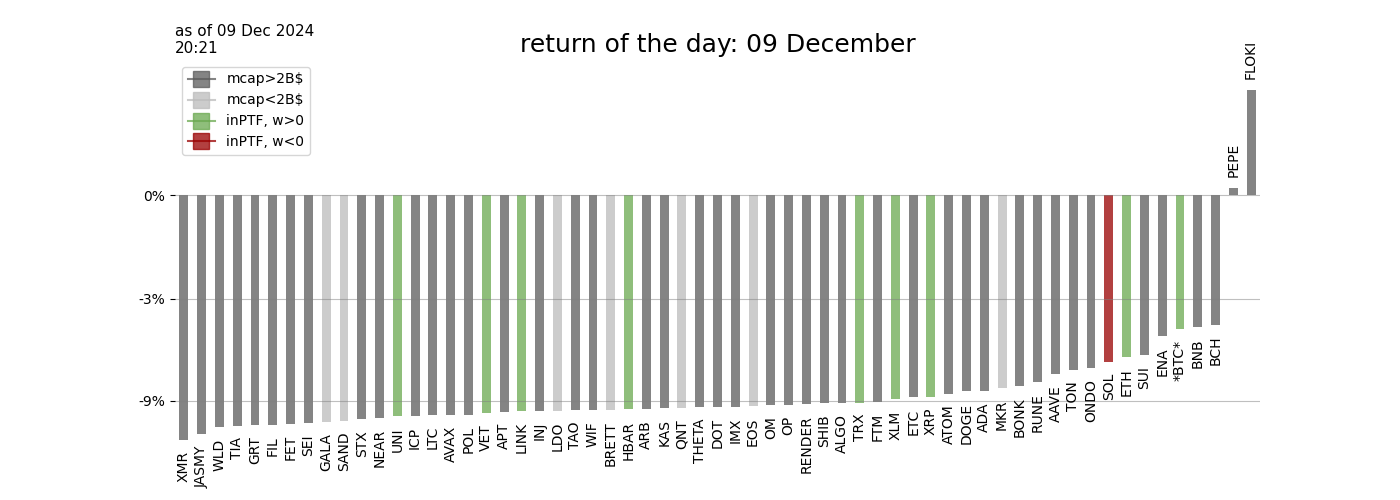 as of 09 Dec 2024
20:21
return of the day: 09 December
mcap>2B$
mcap<2B$
inPTF, w>0
inPTF, w<0
0%
-3%
-9%
XMR
JASMY
WLD
TIA
GRT
FIL
FET
SEI
GALA
SAND
STX
NEAR
UNI
ICP
LTC
AVAX
POL
VET
APT
LINK
INJ
LDO
TAO
WIF
BRETT
HBAR
ARB
KAS
QNT
THETA
DOT
IMX
EOS
OM
OP
RENDER
SHIB
ALGO
TRX
FTM
XLM
ETC
XRP
ATOM
DOGE
ADA
MKR
BONK
RUNE
AAVE
TON
ONDO
SOL
ETH
SUI
ENA
*BTC*
BNB
BCH
PEPE
FLOKI